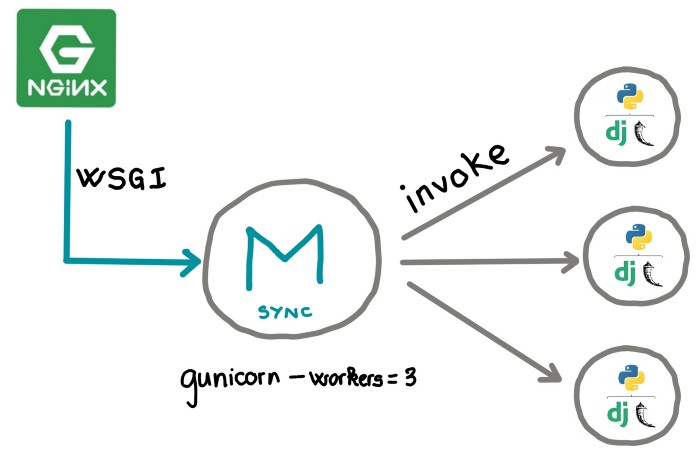 NGINX
WSGI
invoke
M
SYNC
gunicorn -workers=3
dj
dj
dj